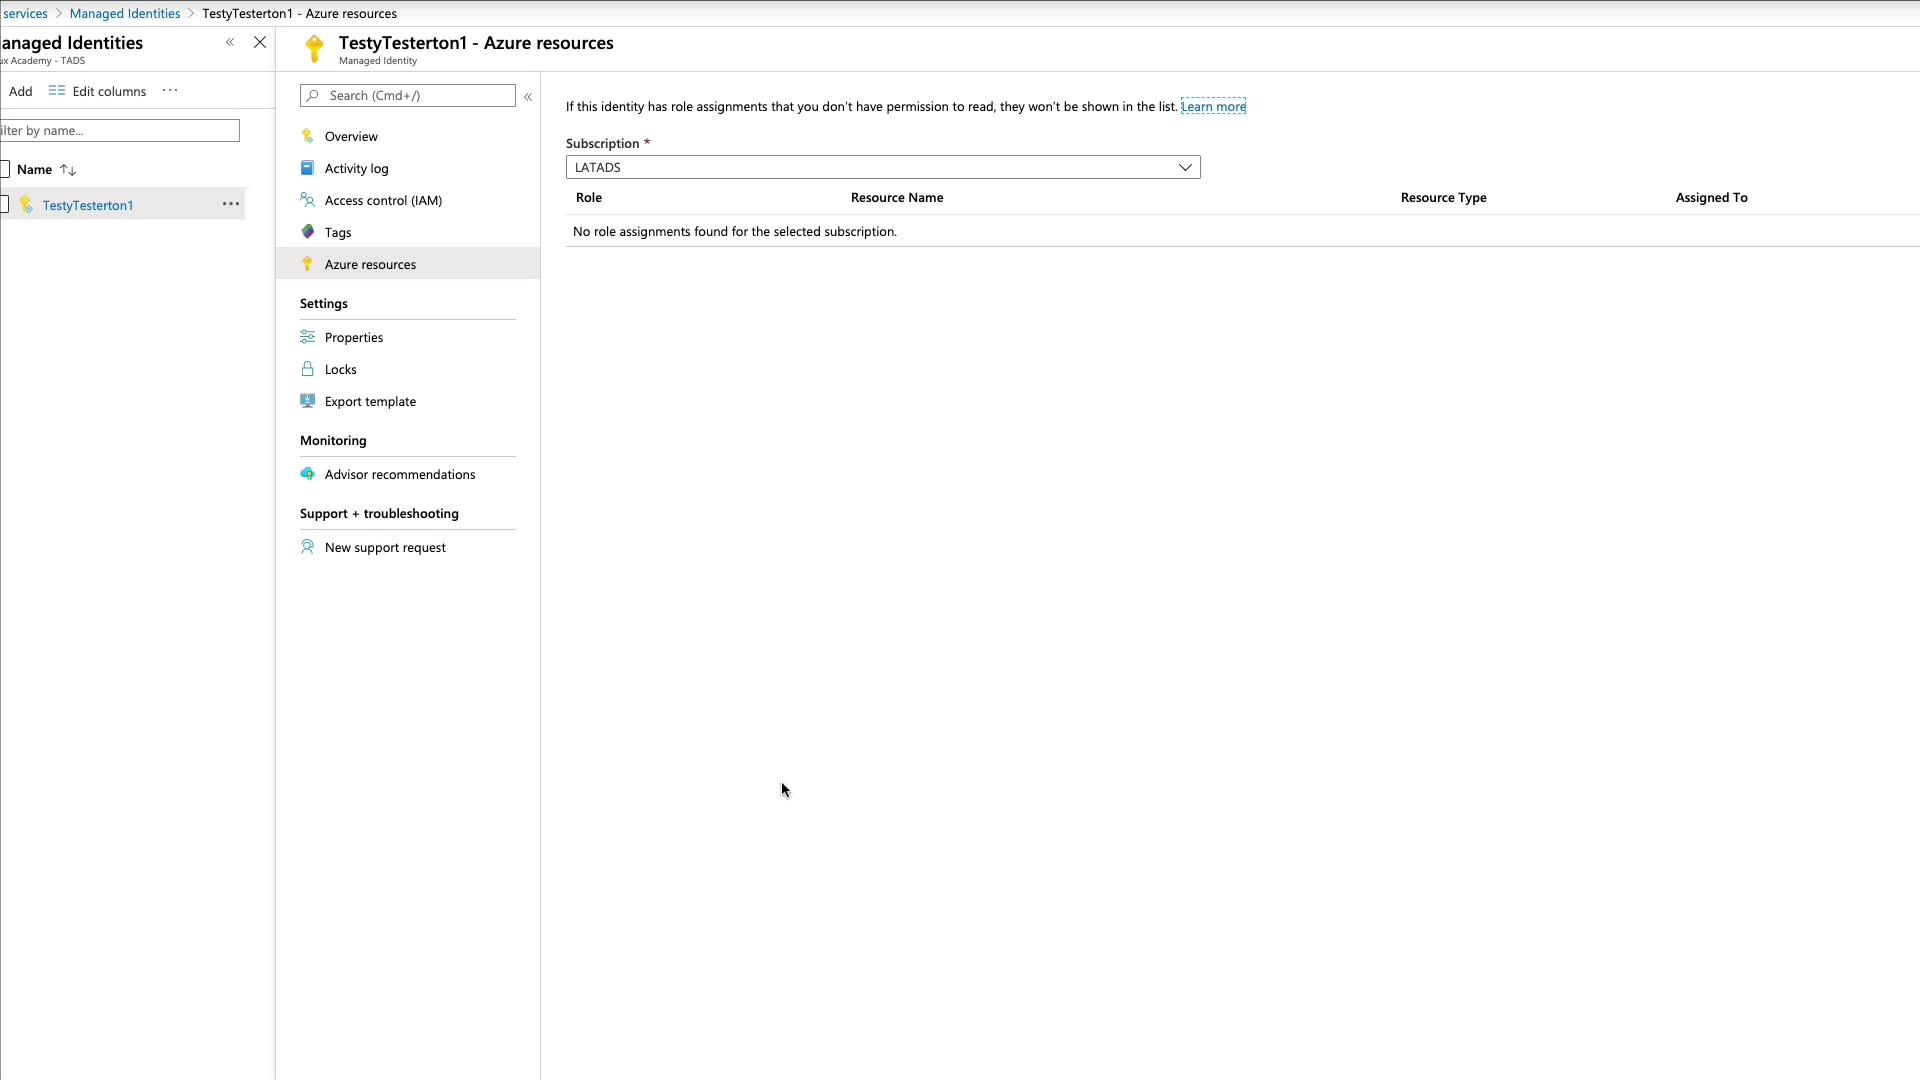 services > Managed Identities > TestyTesterton1 - Azure resources
anaged Identities
ux Academy - TADS
Add Edit columns ...
ilter by name...
Name
TestyTesterton1 ...
TestyTesterton1 - Azure resources
Managed Identity
Search (Cmd+/)
Overview
Activity log
Access control (IAM)
Tags
Azure resources
Settings
Properties
Locks
Export template
Monitoring
Advisor recommendations
Support + troubleshooting
New support request
If this identity has role assignments that you don't have permission to read, they won't be shown in the list. Learn more
Subscription *
LATADS
Role Resource Name Resource Type Assigned To
No role assignments found for the selected subscription.